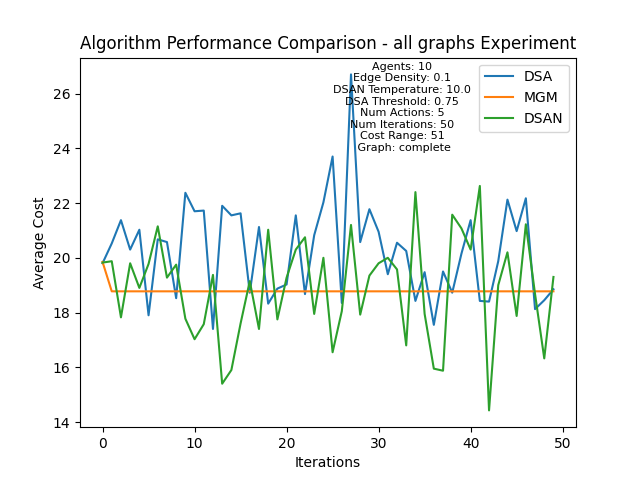 Algorithm Performance Comparison - all graphs Experiment
Agents: 10
Edge Density: 0.1
DSAN Temperature: 10.0
DSA Threshold: 0.75
Num Actions: 5
Num Iterations: 50
Cost Range: 51
Graph: complete
DSA
MGM
DSAN
Average Cost
26
24
22
20
18
16
14
0
10
20
30
40
50
Iterations